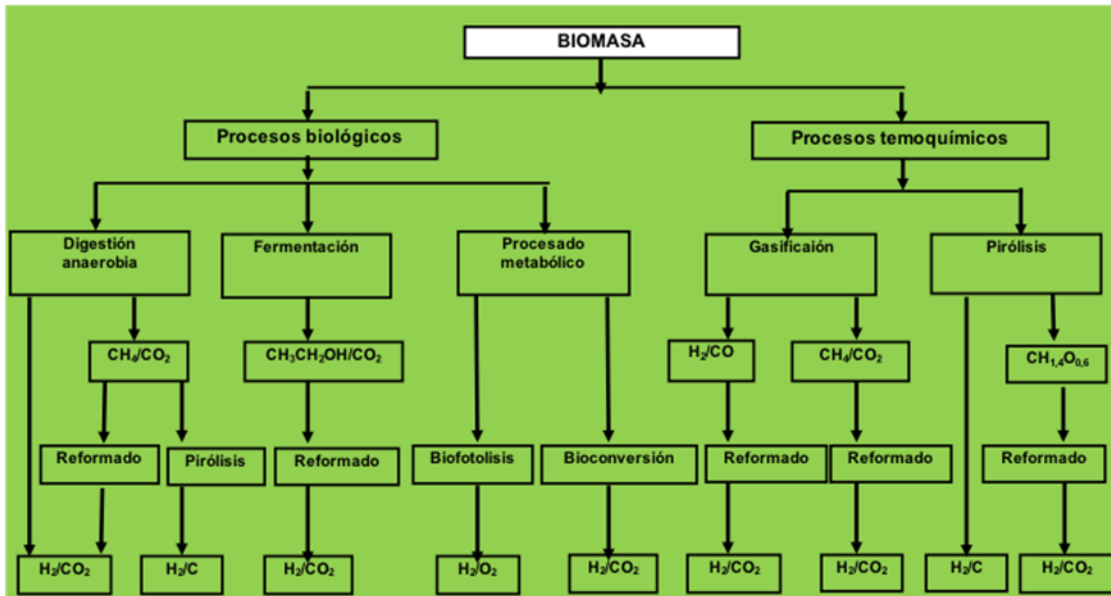 BIOMASA
Procesos biológicos
Procesos temoquímicos
Digestión
anaerobia
Fermentación
Procesado
metabólico
Gasificaión
Pirólisis
CH₄/CO₂
CH₃CH₂OH/CO₂
H₂/CO
CH₄/CO₂
CH₁,₄O₀,₆
Reformado
Pirólisis
Reformado
Biofotolisis
Bioconversión
Reformado
Reformado
Reformado
H₂/CO₂
H₂/C
H₂/CO₂
H₂/O₂
H₂/CO₂
H₂/CO₂
H₂/CO₂
H₂/C
H₂/CO₂